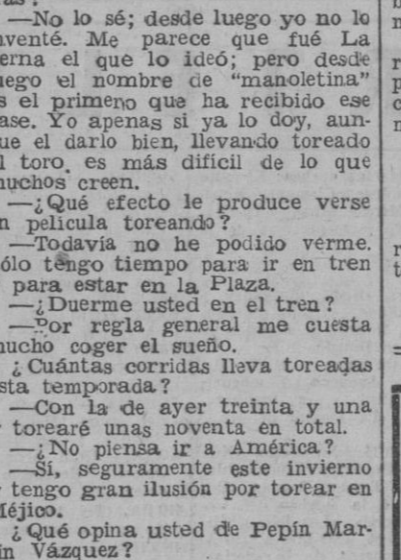 —No lo sé; desde luego yo no lo
nventé. Me parece que fué La
erna el que lo ideó; pero desde
uego el nombre de “manoletina”
s el primero que ha recibido ese
ase. Yo apenas si ya lo doy, aun-
ue el darlo bien, llevando toreado
l toro, es más difícil de lo que
nuchos creen.
—¿Qué efecto le produce verse
n película toreando?
—Todavía no he podido verme.
ólo tengo tiempo para ir en tren
para estar en la Plaza.
—¿Duerme usted en el tren?
—Por regla general me cuesta
nucho coger el sueño.
¿Cuántas corridas lleva toreadas
sta temporada?
—Con la de ayer treinta y una
torearé unas noventa en total.
—¿No piensa ir a América?
—Sí, seguramente este invierno
tengo gran ilusión por torear en
Méjico.
¿Qué opina usted de Pepín Mar-
ín Vázquez?